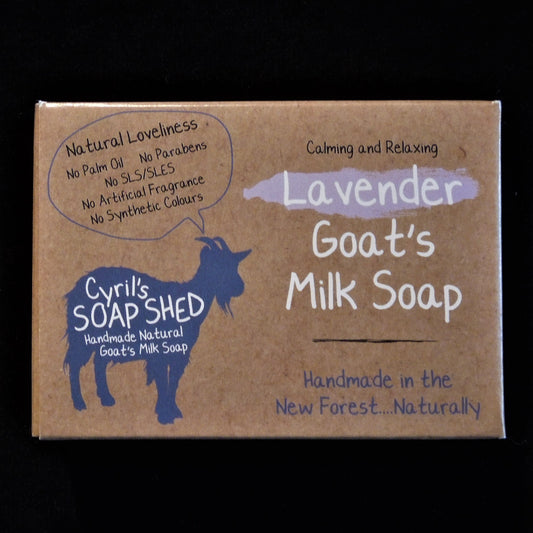 Natural Loveliness
No Palm Oil No Parabens
No SLS/SLES
No Artificial Fragrance
No Synthetic Colours
Cyril's
SOAP SHED
Handmade Natural
Goat's Milk Soap
Calming and Relaxing
Lavender
Goat's
Milk Soap
Handmade in the
New Forest....Naturally